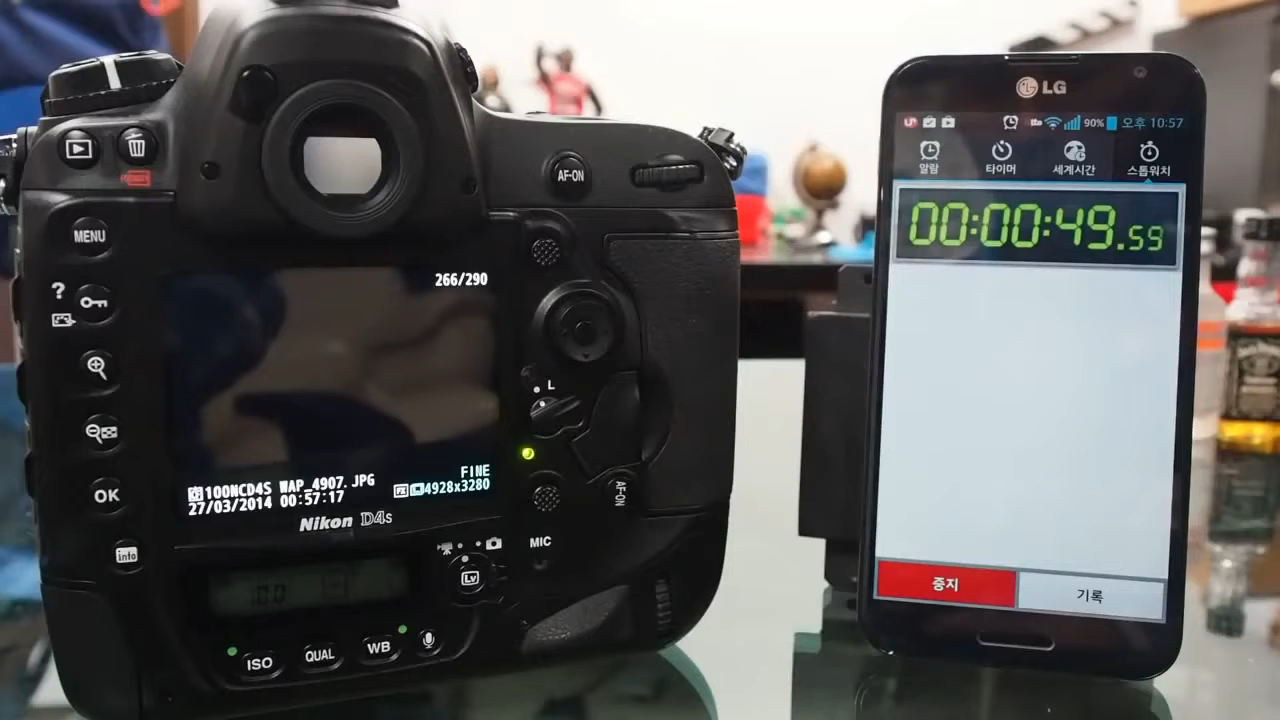 AF-ON
MENU
?
266/290
L
FINE
100NCD4S WAP_4907.JPG
FX 4928x3280
27/03/2014 00:57:17
Nikon D4s
OK
AF-ON
info
MIC
Lv
ISO
QUAL
WB
LG
90% 오후 10:57
알람
타이머
세계시간
스톱워치
00:00:49.59
중지
기록